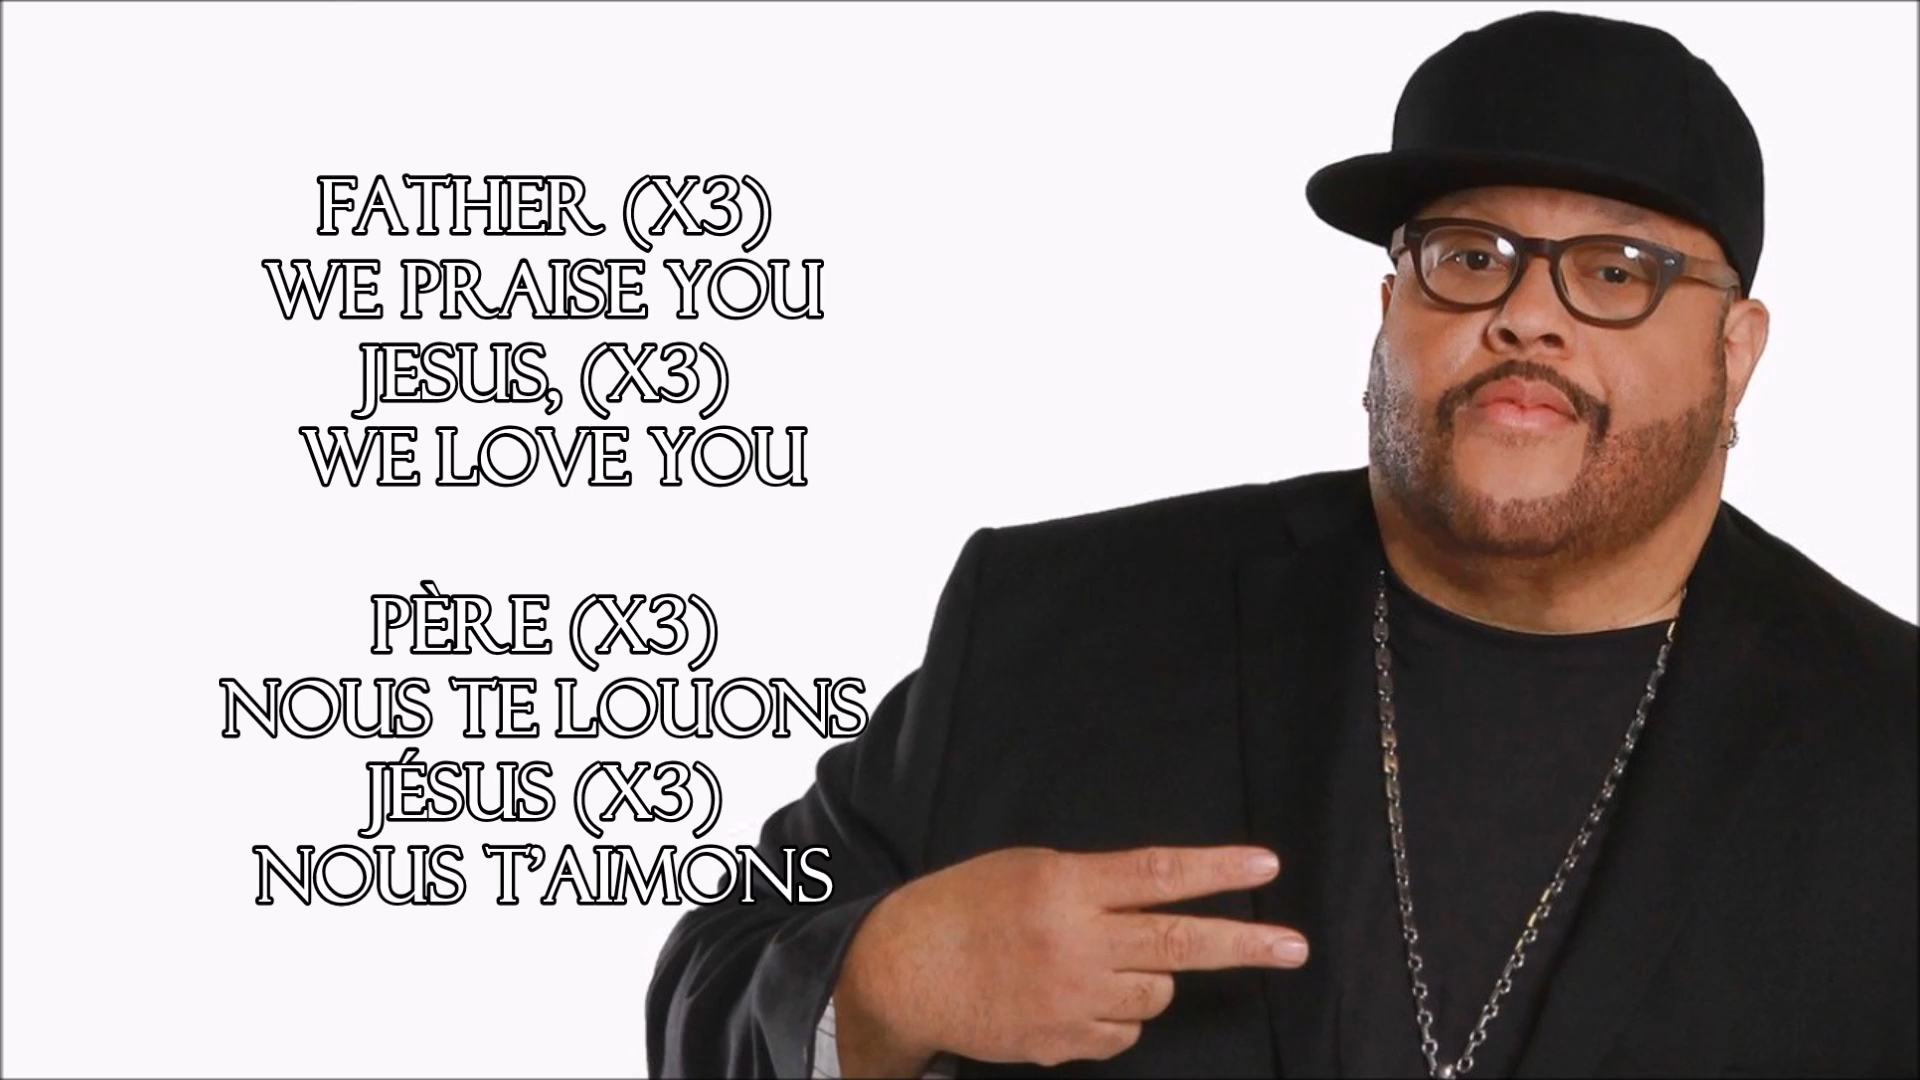 FATHER (X3)
WE PRAISE YOU
JESUS, (X3)
WE LOVE YOU
PÈRE (X3)
NOUS TE LOUONS
JÉSUS (X3)
NOUS T'AIMONS